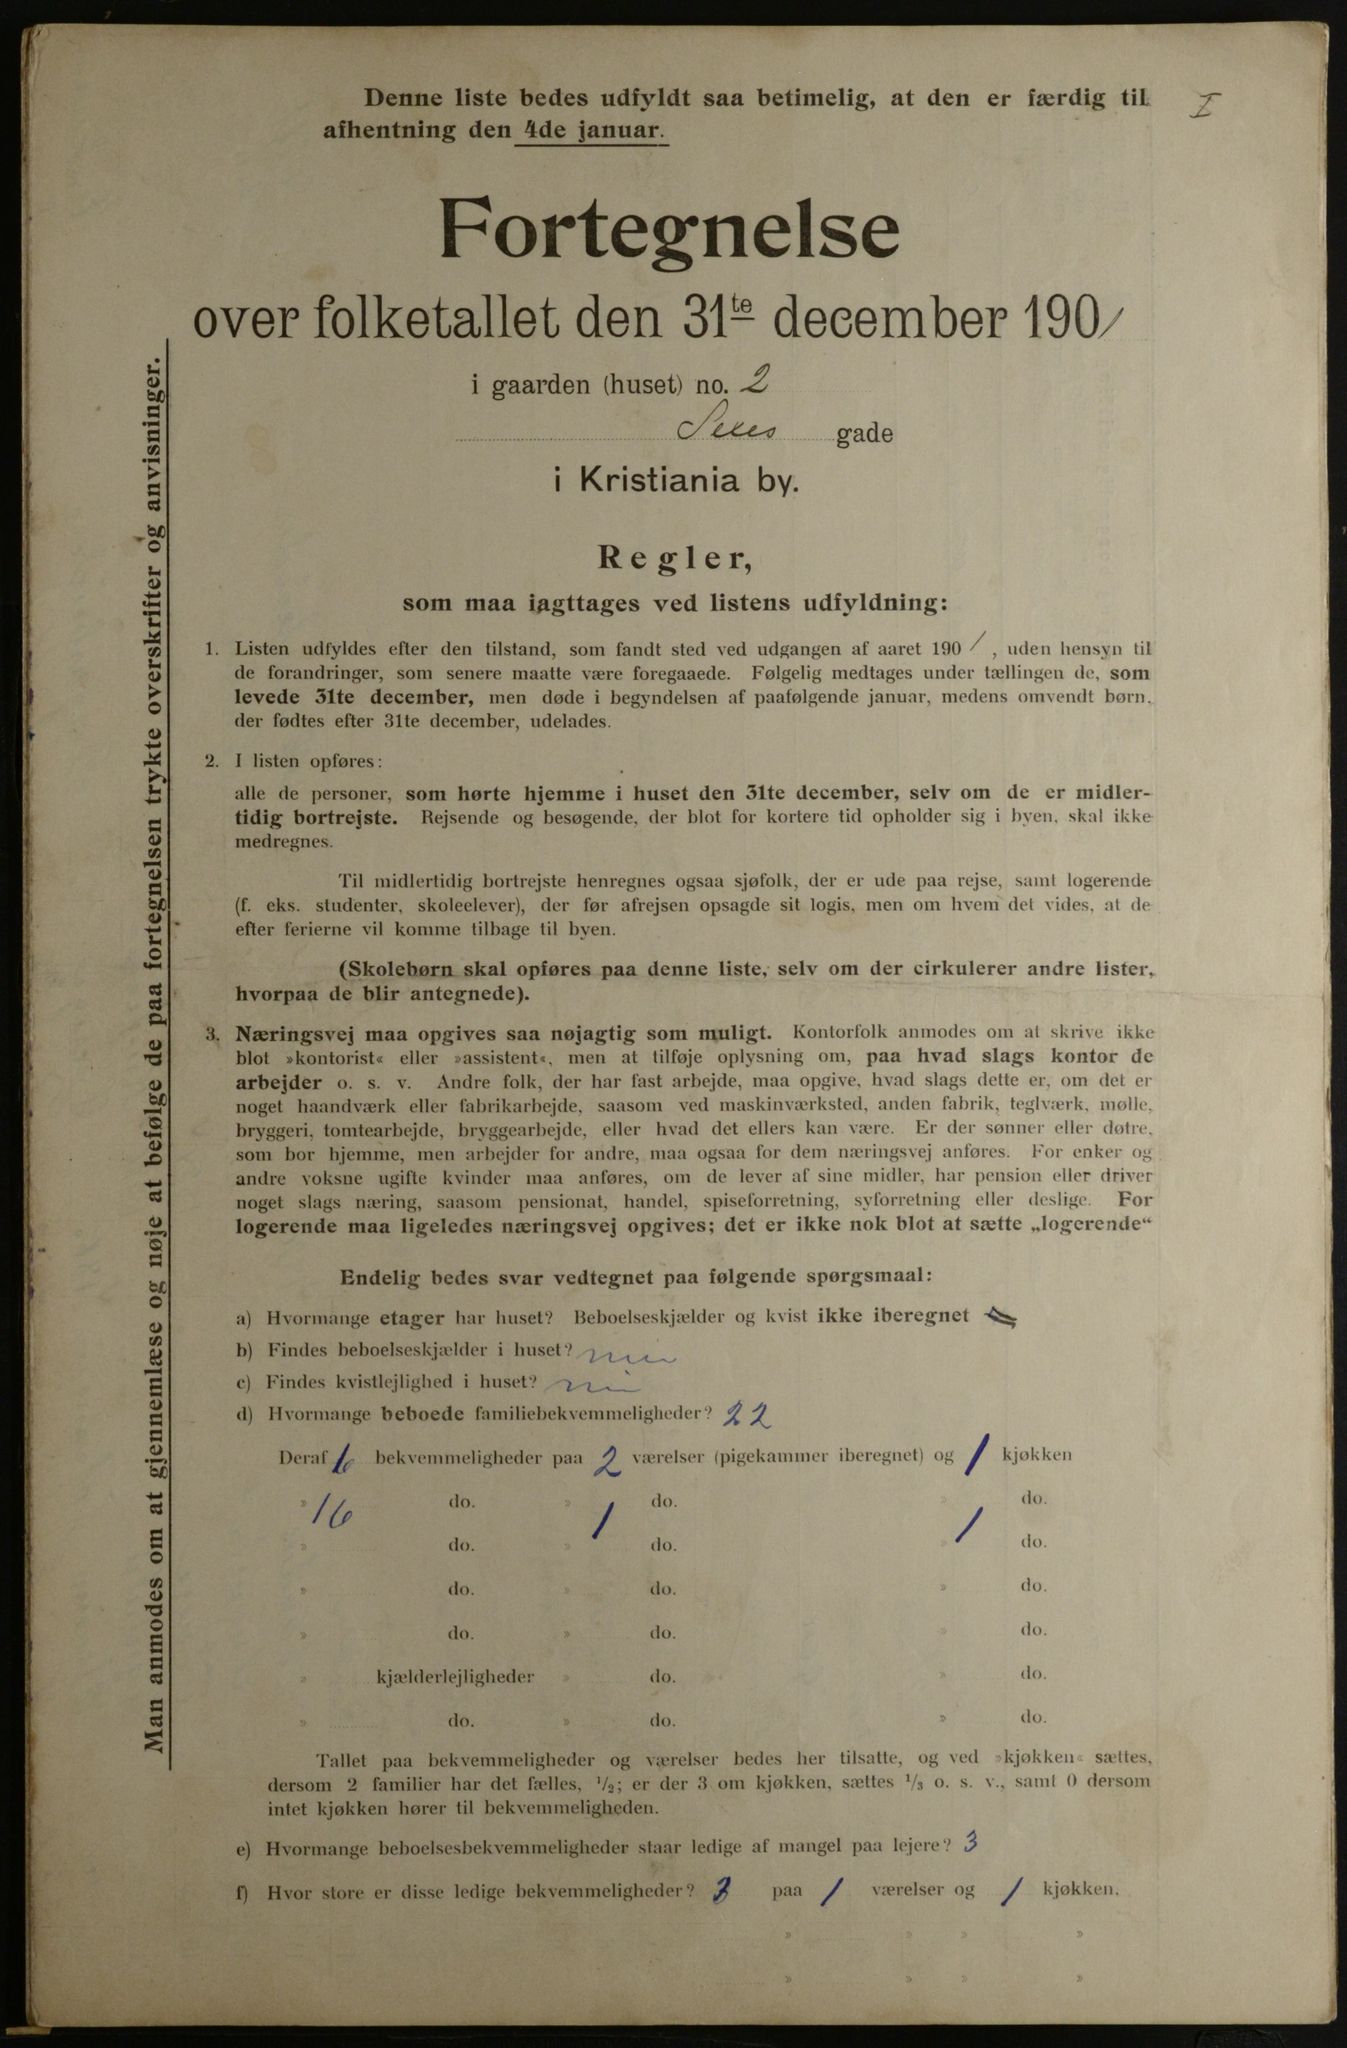 Denne liste bedes udfyldt saa betimelig, at den er færdig til
afhentning den 4de januar.
I
Fortegnelse
over folketallet den 31te december 190/
i gaarden (huset) no. 2
gade
i Kristiania by.
Regler,
som maa iagttages ved listens udfyldning:
1. Listen udfyldes efter den tilstand, som fandt sted ved udgangen af aaret 190 / , uden hensyn til
de forandringer, som senere maatte være foregaaede. Følgelig medtages under tællingen de, som
levede 31te december, men døde i begyndelsen af paafølgende januar, medens omvendt børn,
der fødtes efter 31te december, udelades.
2. I listen opføres:
alle de personer, som hørte hjemme i huset den 31te december, selv om de er midler-
tidig bortrejste. Rejsende og besøgende, der blot for kortere tid opholder sig i byen, skal ikke
medregnes.
Til midlertidig bortrejste henregnes ogsaa sjøfolk, der er ude paa rejse, samt logerende
(f. eks. studenter, skoleelever), der før afrejsen opsagde sit logis, men om hvem det vides, at de
efter ferierne vil komme tilbage til byen.
(Skolebørn skal opføres paa denne liste, selv om der cirkulerer andre lister,
hvorpaa de blir antegnede).
3. Næringsvej maa opgives saa nøjagtig som muligt. Kontorfolk anmodes om at skrive ikke
blot »kontorist« eller »assistent«, men at tilføje oplysning om, paa hvad slags kontor de
arbejder o. s. v. Andre folk, der har fast arbejde, maa opgive, hvad slags dette er, om det er
noget haandværk eller fabrikarbejde, saasom ved maskinværksted, anden fabrik, teglværk, mølle,
bryggeri, tomtearbejde, bryggearbejde, eller hvad det ellers kan være. Er der sønner eller døtre,
som bor hjemme, men arbejder for andre, maa ogsaa for dem næringsvej anføres. For enker og
andre voksne ugifte kvinder maa anføres, om de lever af sine midler, har pension eller driver
noget slags næring, saasom pensionat, handel, spiseforretning, syforretning eller deslige. For
logerende maa ligeledes næringsvej opgives; det er ikke nok blot at sætte „logerende“
Endelig bedes svar vedtegnet paa følgende spørgsmaal:
a) Hvormange etager har huset? Beboelseskjælder og kvist ikke iberegnet
b) Findes beboelseskjælder i huset?
c) Findes kvistlejlighed i huset?
d) Hvormange beboede familiebekvemmeligheder? 22
Deraf 6 bekvemmeligheder paa 2 værelser (pigekammer iberegnet) og 1 kjøkken
» 16 do. » 1 do. » 1 do.
» do. » do. » do.
» do. » do. » do.
» do. » do. » do.
» kjælderlejligheder » do. » do.
» do. » do. » do.
Tallet paa bekvemmeligheder og værelser bedes her tilsatte, og ved »kjøkken« sættes,
dersom 2 familier har det fælles, 1/2; er der 3 om kjøkken, sættes 1/3 o. s. v., samt 0 dersom
intet kjøkken hører til bekvemmeligheden.
e) Hvormange beboelsesbekvemmeligheder staar ledige af mangel paa lejere? 3
f) Hvor store er disse ledige bekvemmeligheder? 3 paa 1 værelser og 1 kjøkken.
» » » »
» » » »
Man anmodes om at gjennemlæse og nøje at befølge de paa fortegnelsen trykte overskrifter og anvisninger.